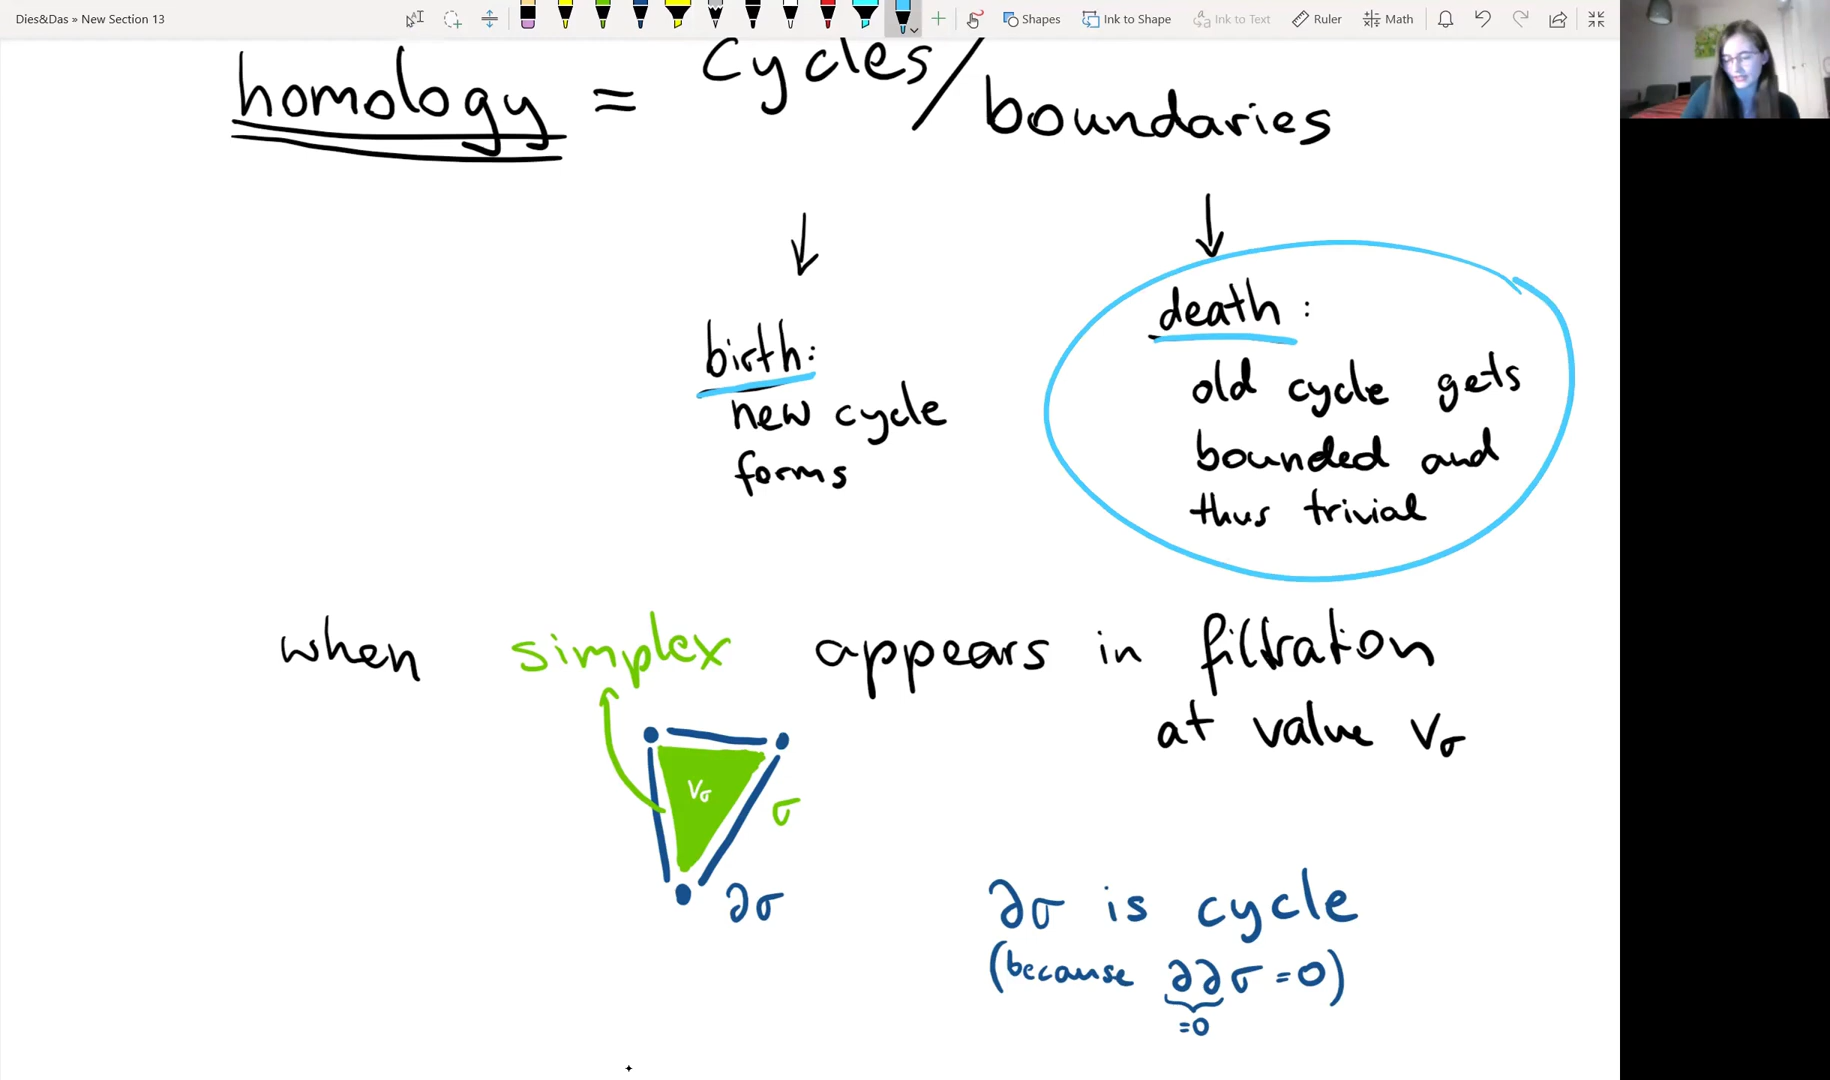 Dies&Das » New Section 13
Shapes
Ink to Shape
Ink to Text
Ruler
Math
homology = cycles/boundaries
birth:
new cycle
forms
death:
old cycle gets
bounded and
thus trivial
when simplex appears in filtration
at value vσ
vσ
σ
∂σ
∂σ is cycle
(because ∂∂σ=0)
=0